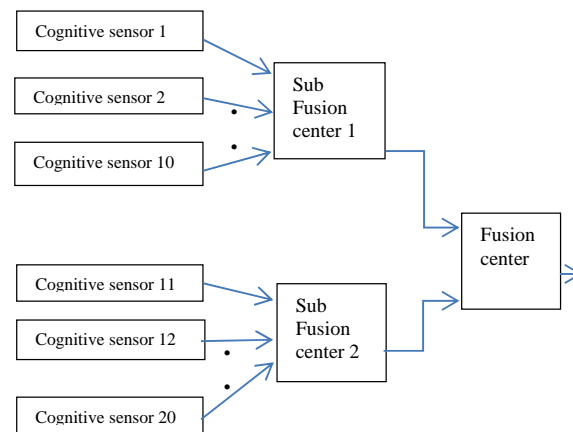 Cognitive sensor 1
Cognitive sensor 2
Cognitive sensor 10
Sub
Fusion
center 1
Fusion
center
Cognitive sensor 11
Cognitive sensor 12
Cognitive sensor 20
Sub
Fusion
center 2